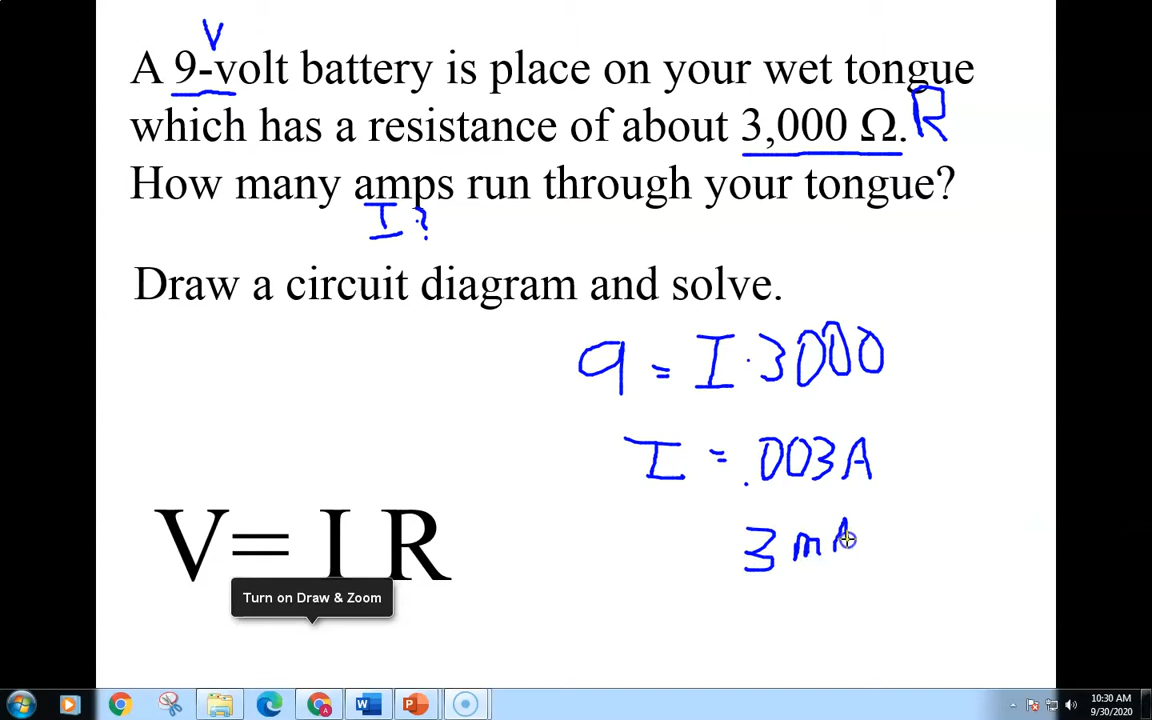 V
A 9-volt battery is place on your wet tongue
which has a resistance of about 3,000 Ω. R
How many amps run through your tongue?
I ?
Draw a circuit diagram and solve.
9 = I · 3000
I = .003A
3 mA
V= I R
Turn on Draw & Zoom
10:30 AM
9/30/2020